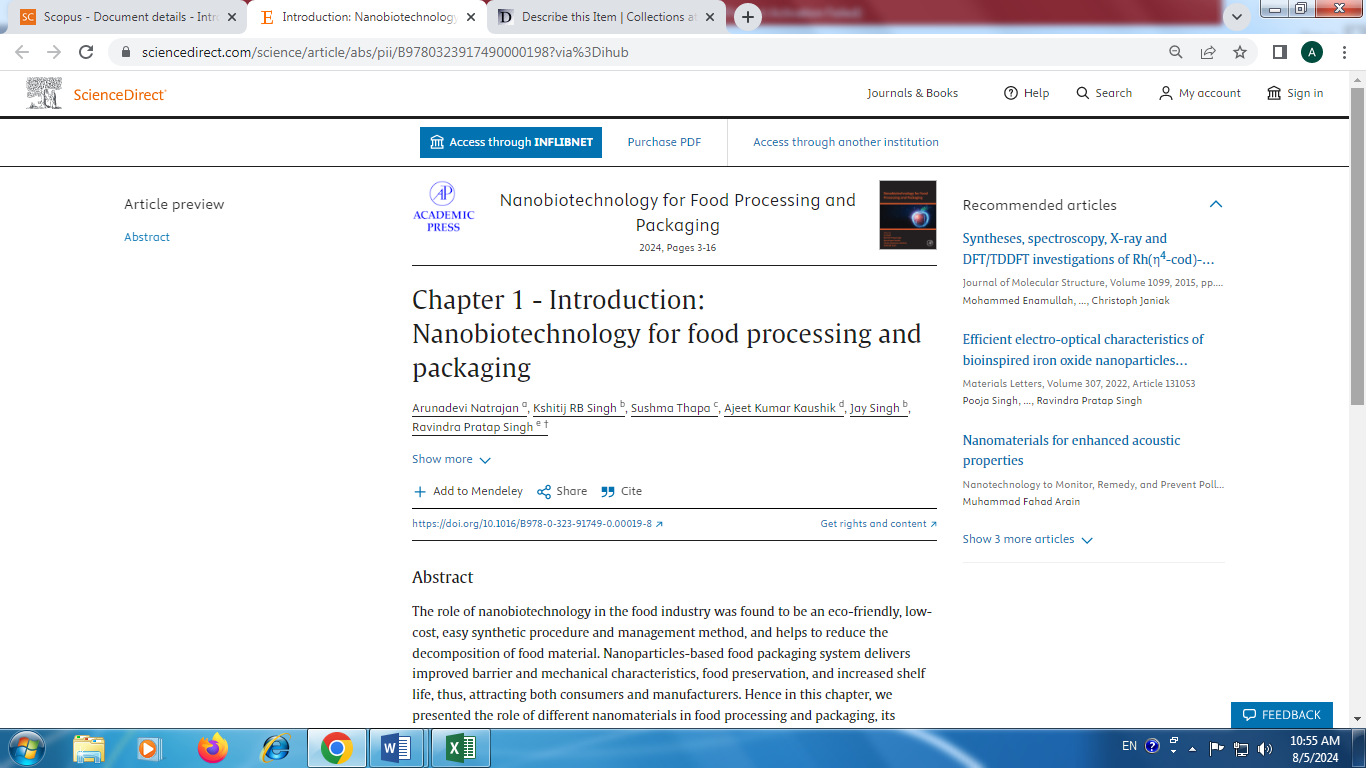 Scopus - Document details - Intr
Introduction: Nanobiotechnology
Describe this Item | Collections at
sciencedirect.com/science/article/abs/pii/B9780323917490000198?via%3Dihub
A
ScienceDirect
Journals & Books
Help
Search
My account
Sign in
Access through INFLIBNET
Purchase PDF
Access through another institution
Article preview
Abstract
ACADEMIC
PRESS
Nanobiotechnology for Food Processing and
Packaging
2024, Pages 3-16
Chapter 1 - Introduction:
Nanobiotechnology for food processing and
packaging
Arunadevi Natrajan a, Kshitij RB Singh b, Sushma Thapa c, Ajeet Kumar Kaushik d, Jay Singh b,
Ravindra Pratap Singh e †
Show more
Add to Mendeley
Share
Cite
https://doi.org/10.1016/B978-0-323-91749-0.00019-8
Get rights and content
Abstract
The role of nanobiotechnology in the food industry was found to be an eco-friendly, low-
cost, easy synthetic procedure and management method, and helps to reduce the
decomposition of food material. Nanoparticles-based food packaging system delivers
improved barrier and mechanical characteristics, food preservation, and increased shelf
life, thus, attracting both consumers and manufacturers. Hence in this chapter, we
presented the role of different nanomaterials in food processing and packaging, its
Recommended articles
Syntheses, spectroscopy, X-ray and
DFT/TDDFT investigations of Rh(η4-cod)-...
Journal of Molecular Structure, Volume 1099, 2015, pp....
Mohammed Enamullah, ..., Christoph Janiak
Efficient electro-optical characteristics of
bioinspired iron oxide nanoparticles...
Materials Letters, Volume 307, 2022, Article 131053
Pooja Singh, ..., Ravindra Pratap Singh
Nanomaterials for enhanced acoustic
properties
Nanotechnology to Monitor, Remedy, and Prevent Poll...
Muhammad Fahad Arain
Show 3 more articles
FEEDBACK
EN
10:55 AM
8/5/2024